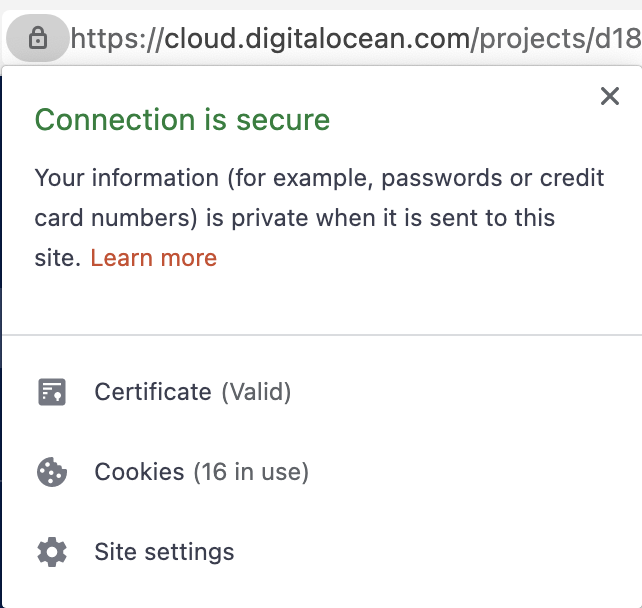 https://cloud.digitalocean.com/projects/d18
Connection is secure
Your information (for example, passwords or credit
card numbers) is private when it is sent to this
site. Learn more
Certificate (Valid)
Cookies (16 in use)
Site settings